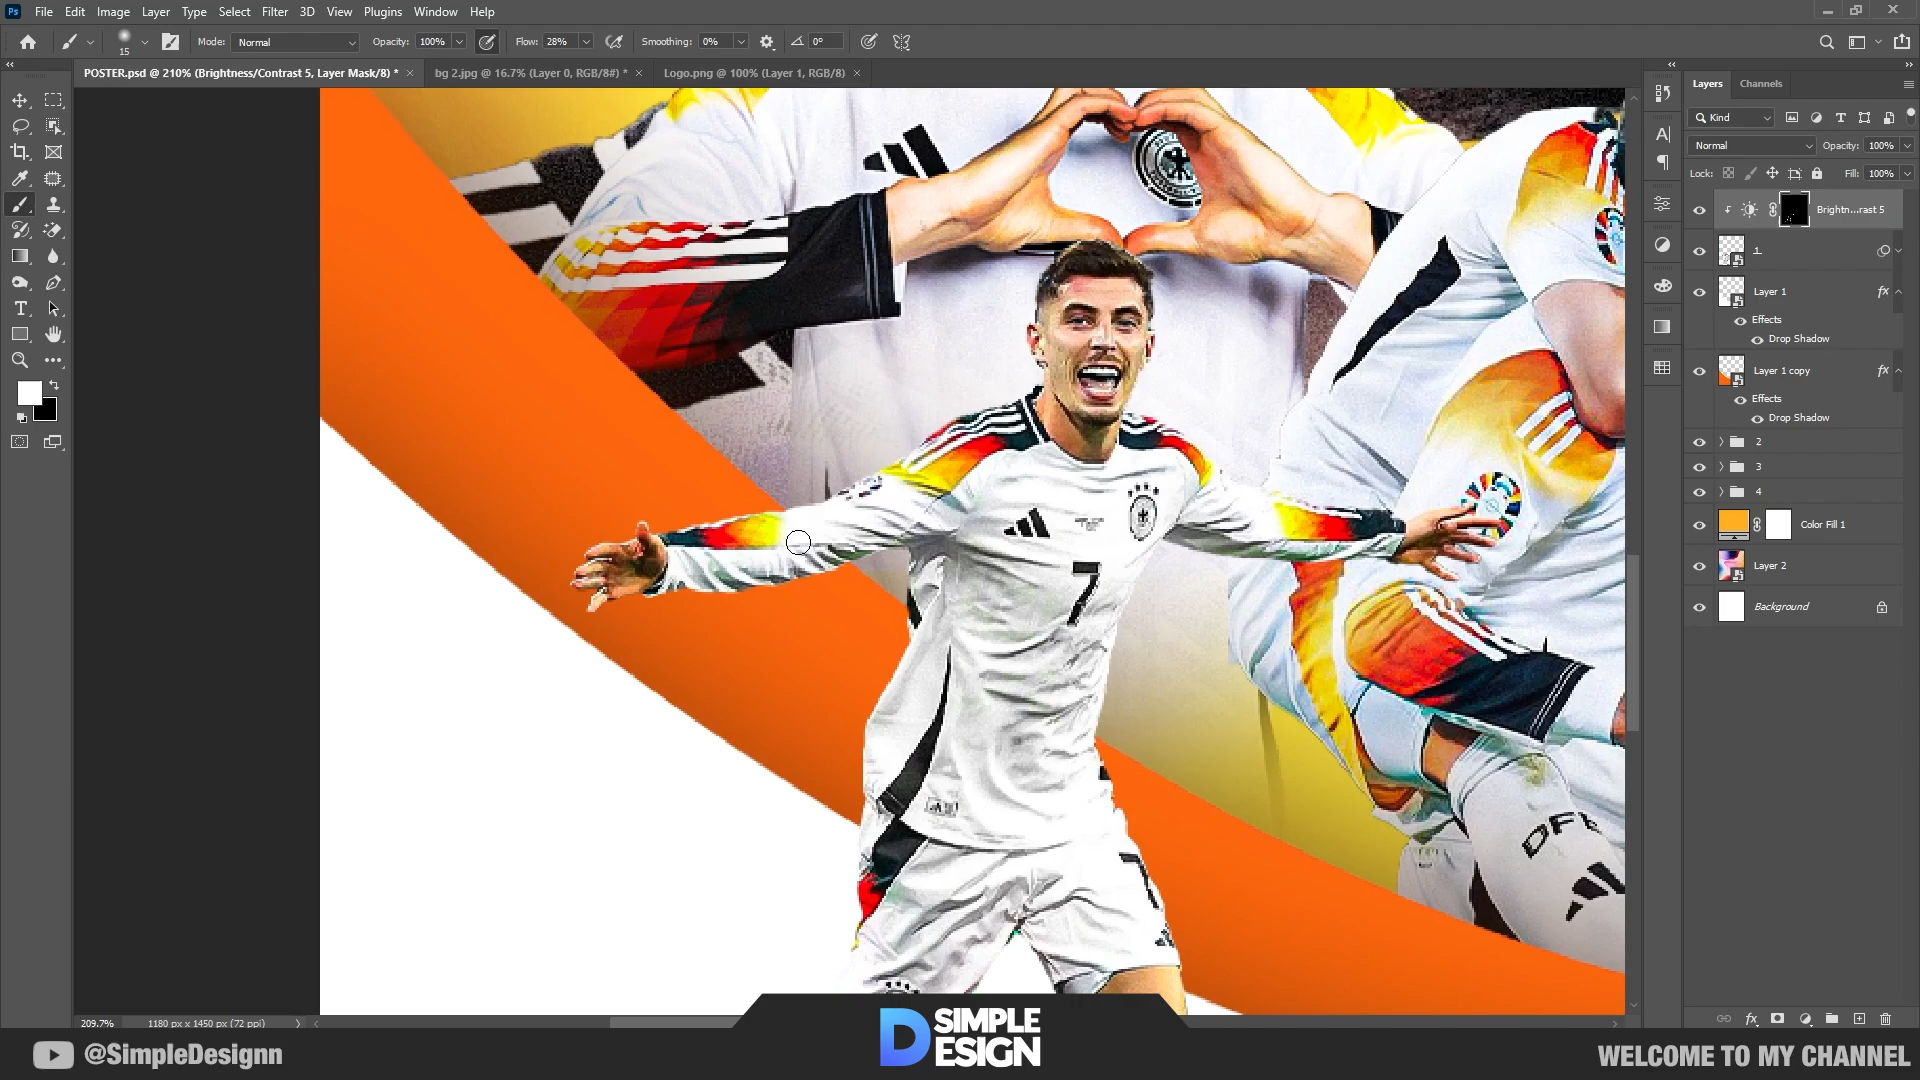 Ps File Edit Image Layer Type Select Filter 3D View Plugins Window Help
15 Mode: Normal Opacity: 100% Flow: 28% Smoothing: 0% 0°
POSTER.psd @ 210% (Brightness/Contrast 5, Layer Mask/8) * × bg 2.jpg @ 16.7% (Layer 0, RGB/8#) * × Logo.png @ 100% (Layer 1, RGB/8) ×
Layers Channels
Kind
Normal Opacity: 100%
Lock: Fill: 100%
Brightn...rast 5
1
Layer 1 fx
Effects
Drop Shadow
Layer 1 copy fx
Effects
Drop Shadow
2
3
4
Color Fill 1
Layer 2
Background
7
DFB
209.7% 1180 px x 1450 px (72 ppi)
@SimpleDesignn
SIMPLE
DESIGN
WELCOME TO MY CHANNEL